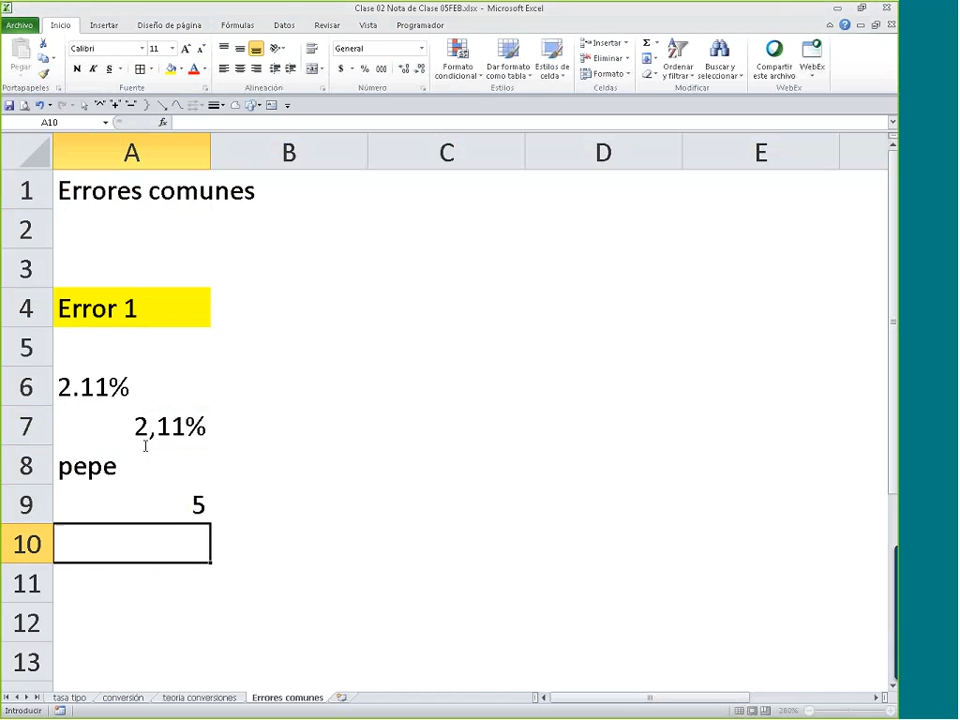 Clase 02 Nota de Clase 05FEB.xlsx - Microsoft Excel
Archivo Inicio Insertar Diseño de página Fórmulas Datos Revisar Vista Programador
Pegar
Calibri 11
N K S
General
$ % 000
Formato condicional
Dar formato como tabla
Estilos de celda
Insertar
Eliminar
Formato
Ordenar y filtrar
Buscar y seleccionar
Compartir este archivo
WebEx
Portapapeles Fuente Alineación Número Estilos Celdas Modificar WebEx
A10 fx
A B C D E
1 Errores comunes
2
3
4 Error 1
5
6 2.11%
7 2,11%
8 pepe
9 5
10
11
12
13
tasa tipo conversión teoria conversiones Errores comunes
Introducir 280%